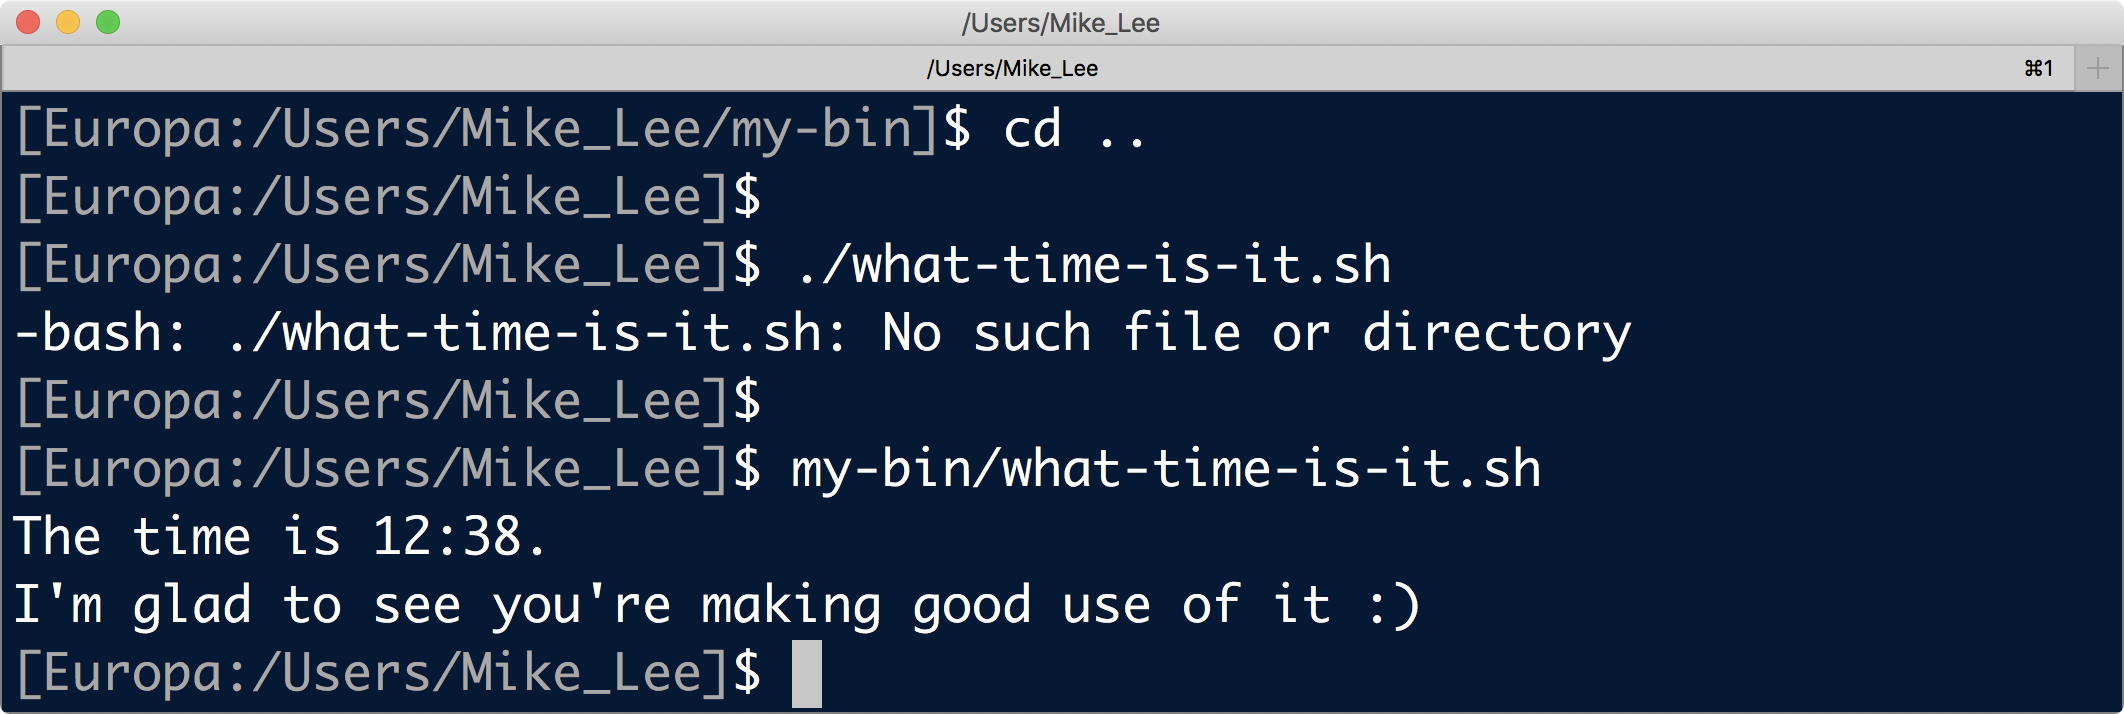 /Users/Mike_Lee
/Users/Mike_Lee ⌘1 +
[Europa:/Users/Mike_Lee/my-bin]$ cd ..
[Europa:/Users/Mike_Lee]$
[Europa:/Users/Mike_Lee]$ ./what-time-is-it.sh
-bash: ./what-time-is-it.sh: No such file or directory
[Europa:/Users/Mike_Lee]$
[Europa:/Users/Mike_Lee]$ my-bin/what-time-is-it.sh
The time is 12:38.
I'm glad to see you're making good use of it :)
[Europa:/Users/Mike_Lee]$